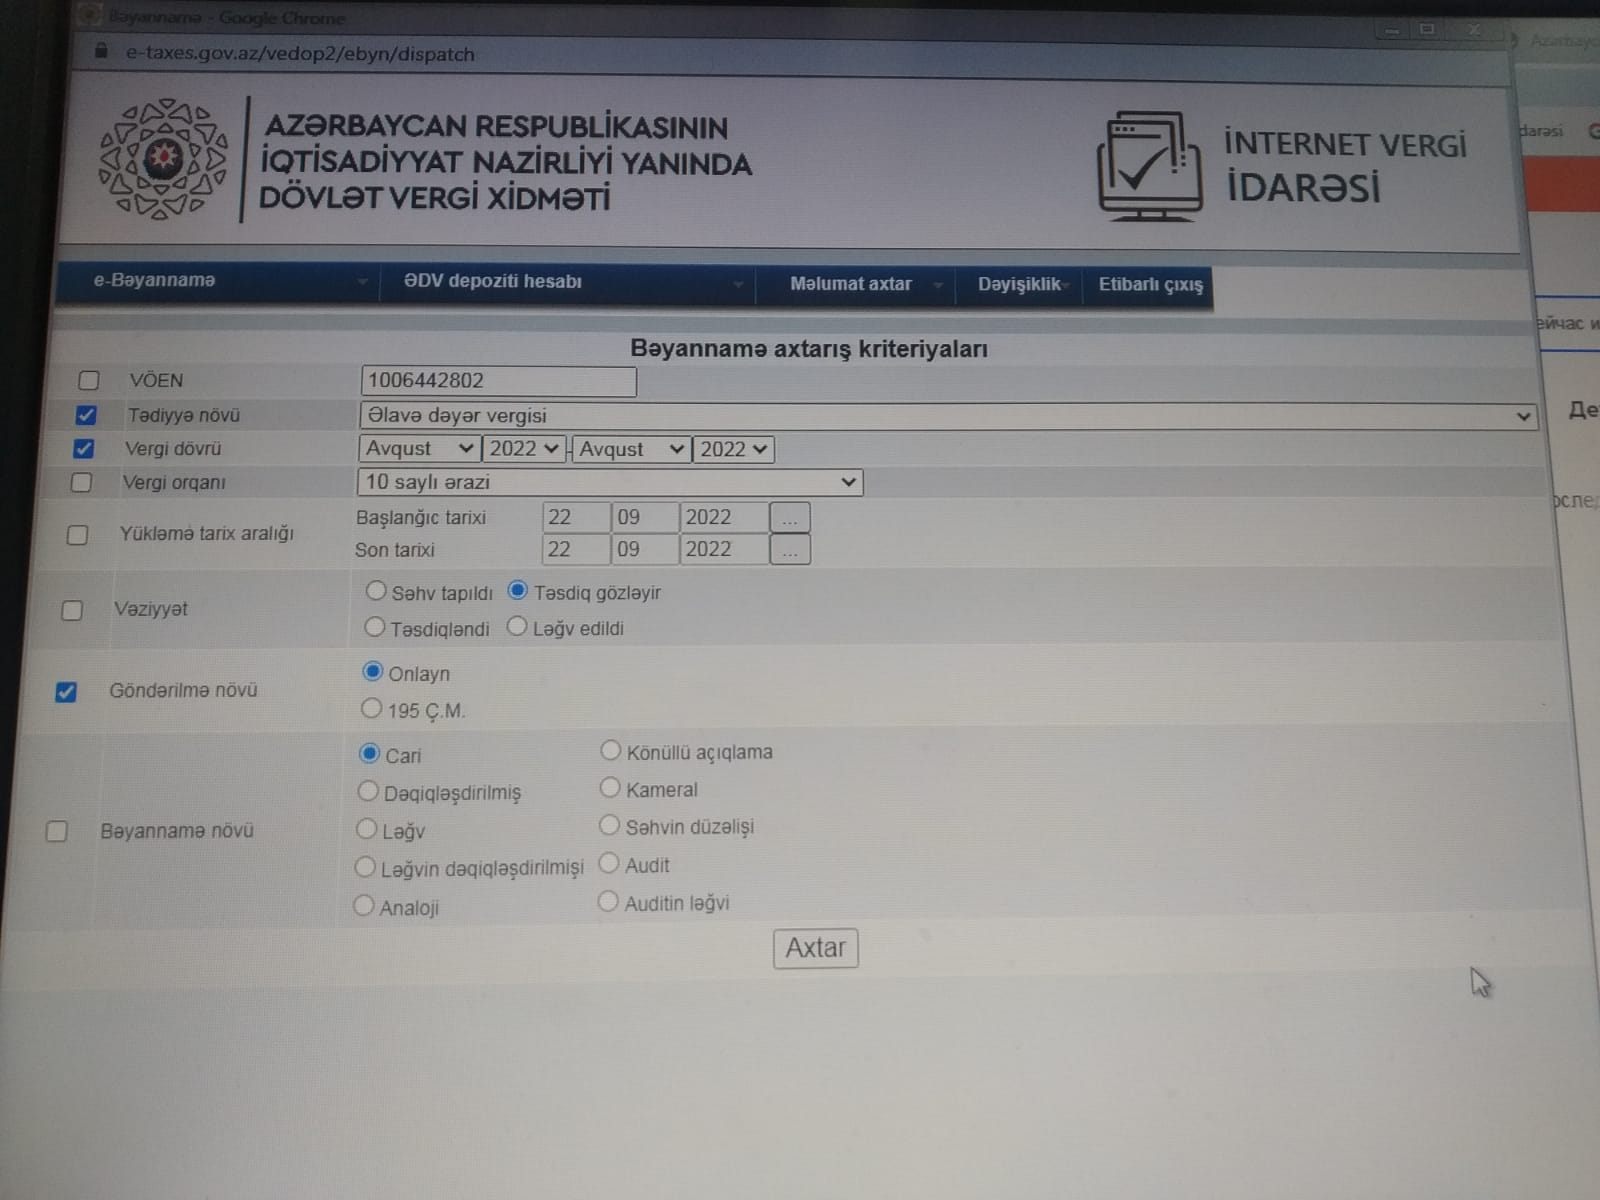 Bəyannamə - Google Chrome
e-taxes.gov.az/vedop2/ebyn/dispatch
AZƏRBAYCAN RESPUBLİKASININ
İQTİSADİYYAT NAZİRLİYİ YANINDA
DÖVLƏT VERGİ XİDMƏTİ
İNTERNET VERGİ
İDARƏSİ
e-Bəyannamə ƏDV depoziti hesabı Məlumat axtar Dəyişiklik Etibarlı çıxış
Bəyannamə axtarış kriteriyaları
VÖEN 1006442802
Tədiyyə növü Əlavə dəyər vergisi
Vergi dövrü Avqust 2022 - Avqust 2022
Vergi orqanı 10 saylı ərazi
Yükləmə tarix aralığı
Başlanğıc tarixi 22 09 2022 ...
Son tarixi 22 09 2022 ...
Vəziyyət
Səhv tapıldı Təsdiq gözləyir
Təsdiqləndi Ləğv edildi
Göndərilmə növü
Onlayn
195 Ç.M.
Bəyannamə növü
Cari Könüllü açıqlama
Dəqiqləşdirilmiş Kameral
Ləğv Səhvin düzəlişi
Ləğvin dəqiqləşdirilmişi Audit
Analoji Auditin ləğvi
Axtar